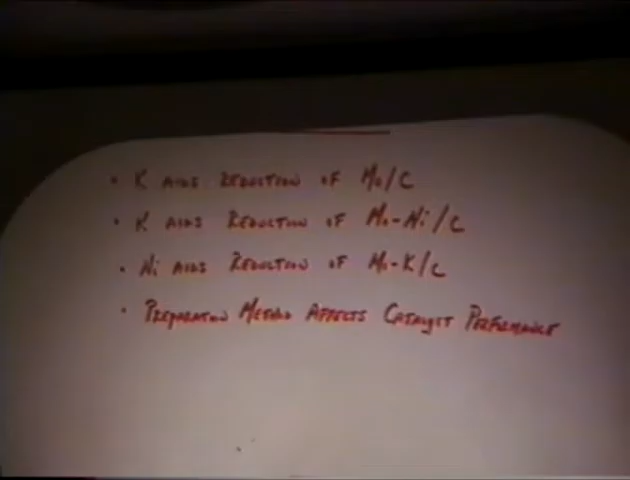 • K AIDS REDUCTION OF Mo/C
• K AIDS REDUCTION OF Mo-Ni/C
• Ni AIDS REDUCTION OF Mo-K/C
• PREPARATION METHOD AFFECTS CATALYST PERFORMANCE